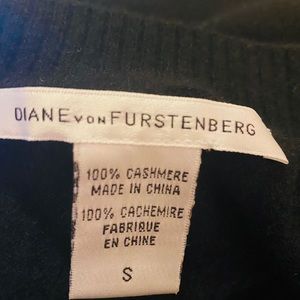 DIANE VON FURSTENBERG
100% CASHMERE
MADE IN CHINA
100% CACHEMIRE
FABRIQUE
EN CHINE
S